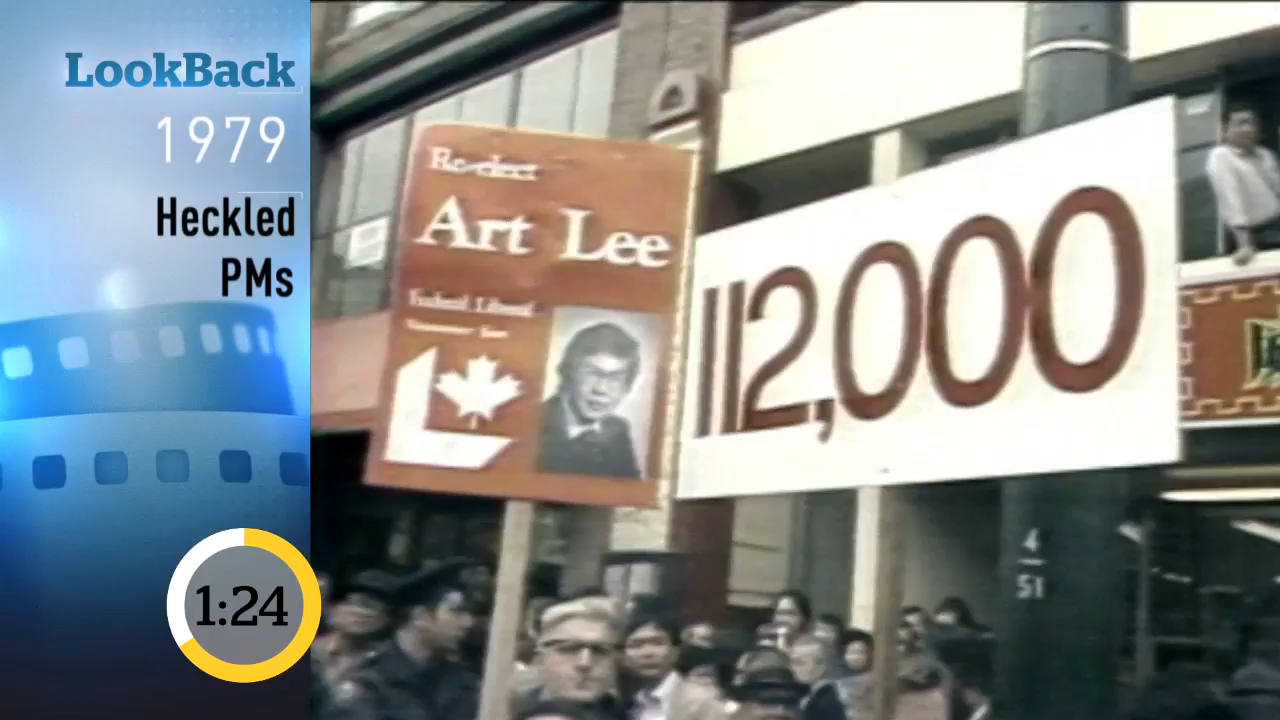 LookBack
1979
Heckled
PMs
1:24
Re-elect
Art Lee
Federal Liberal
112,000
4
51